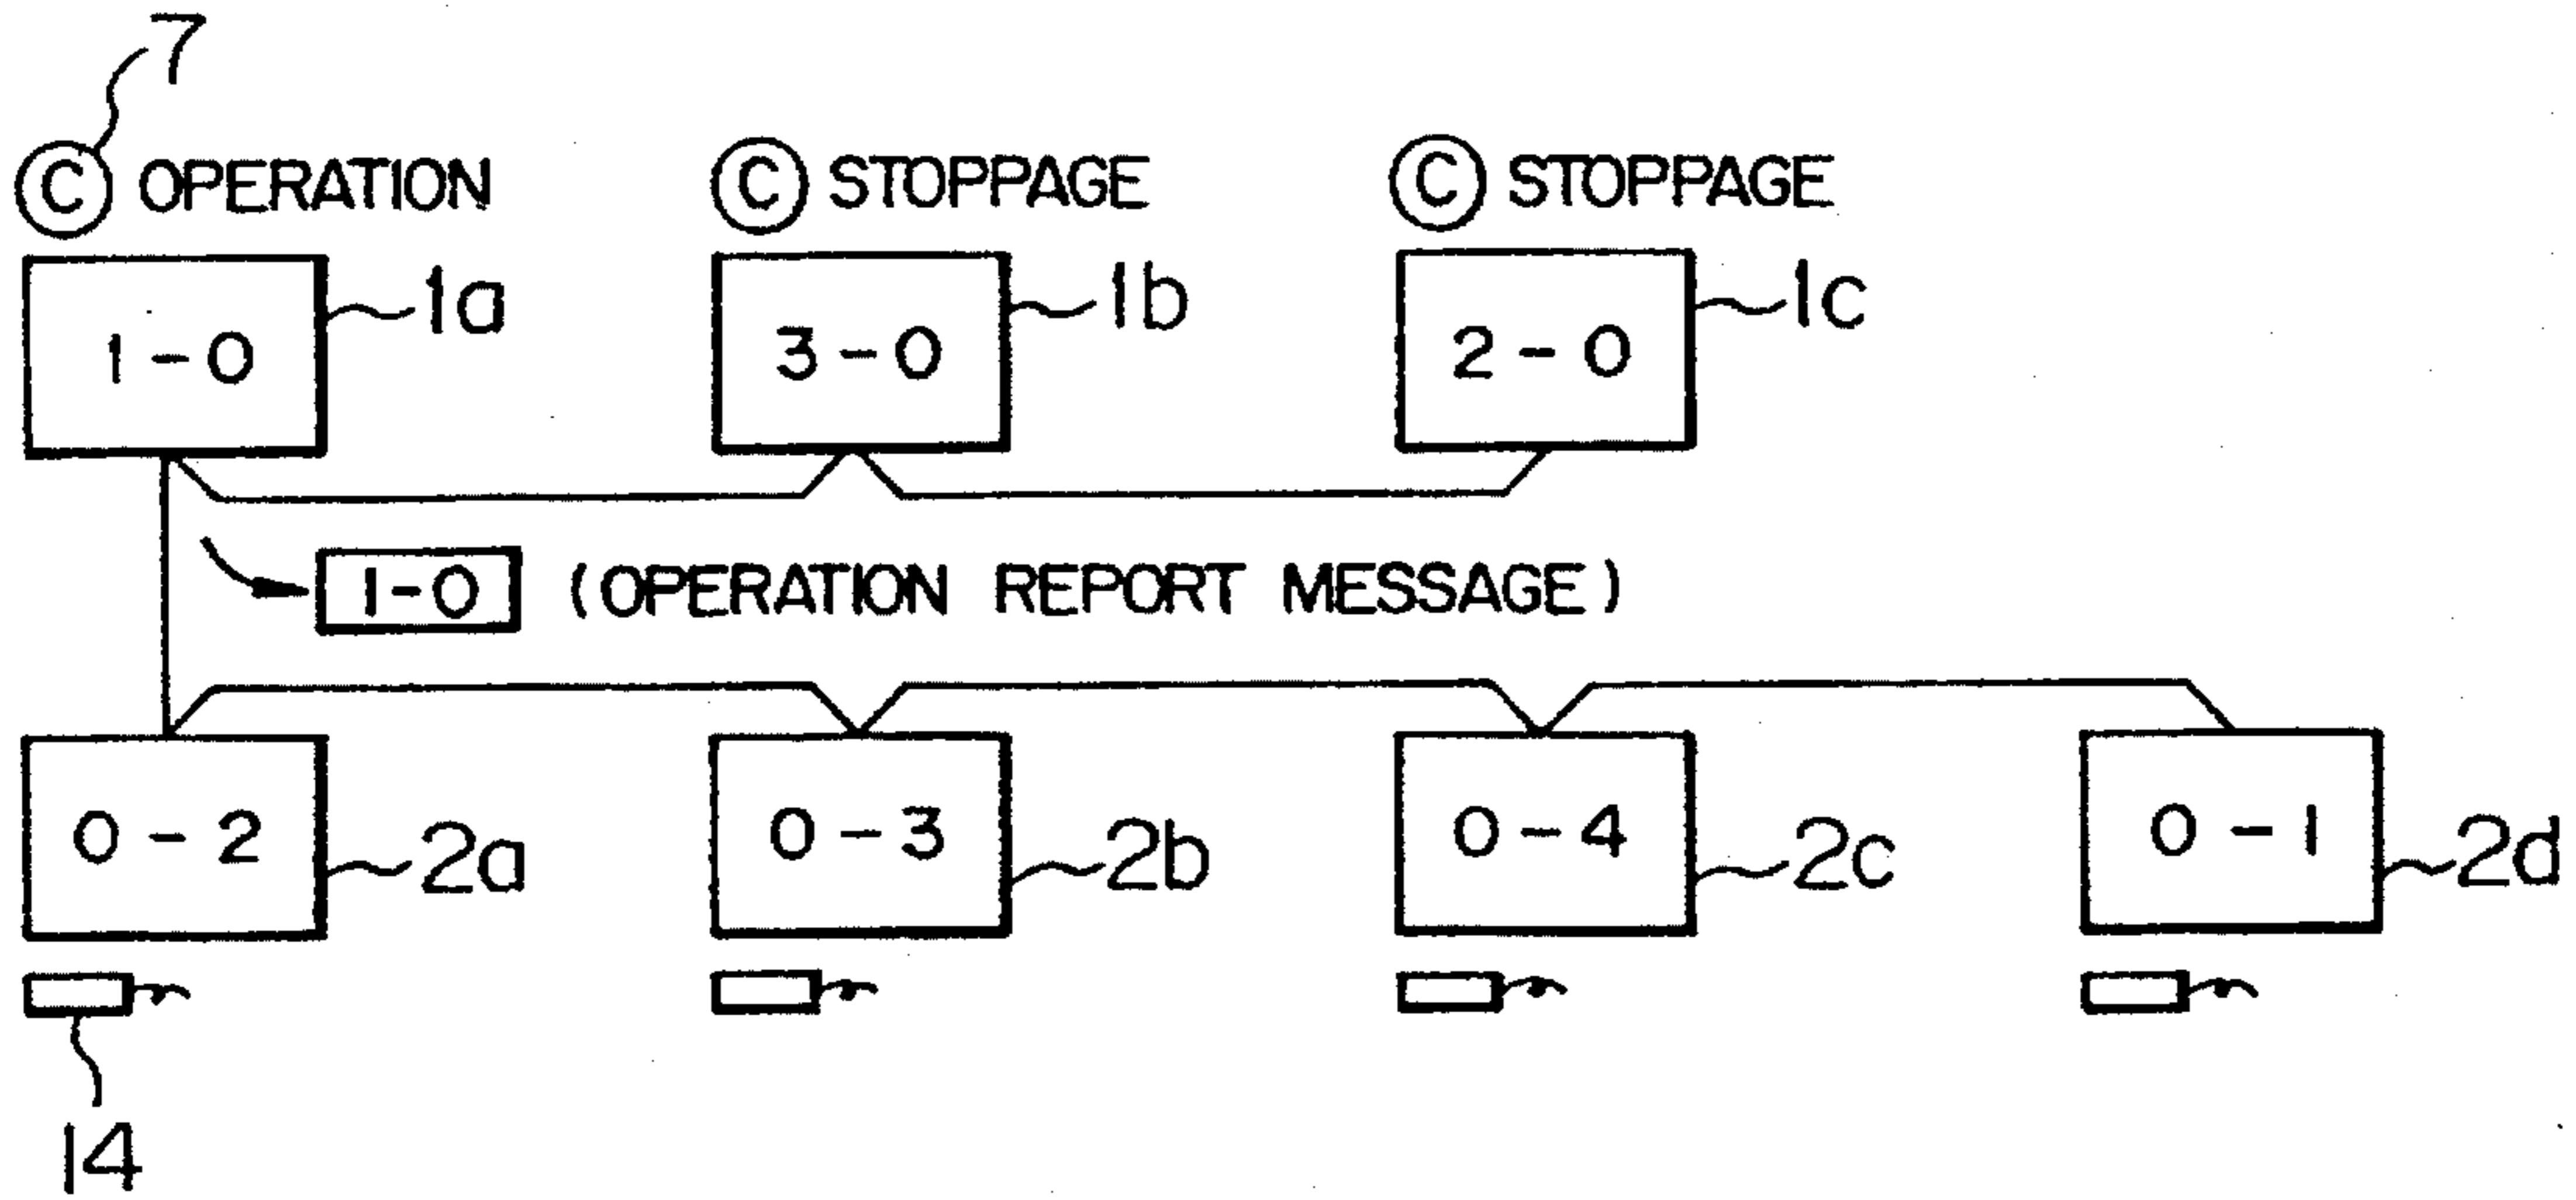 7
© OPERATION © STOPPAGE © STOPPAGE
1a 1b 1c
1-0 3-0 2-0
1-0 (OPERATION REPORT MESSAGE)
0-2 0-3 0-4 0-1
2a 2b 2c 2d
14